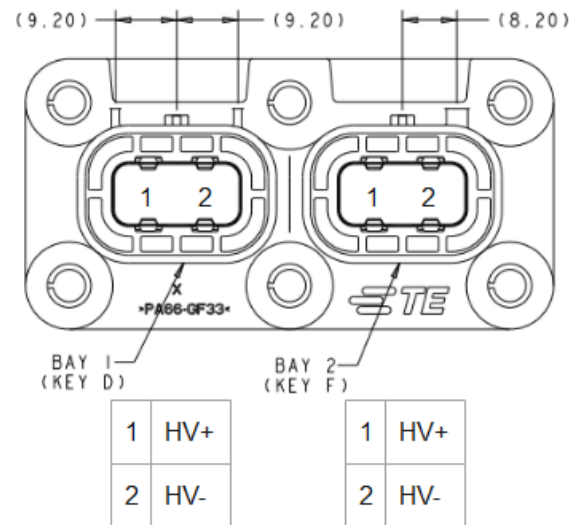 (9.20) (9.20) (8.20)
1 2 1 2
X
>PA66-GF33<
TE
BAY 1
(KEY D)
BAY 2
(KEY F)
1 HV+
2 HV-
1 HV+
2 HV-